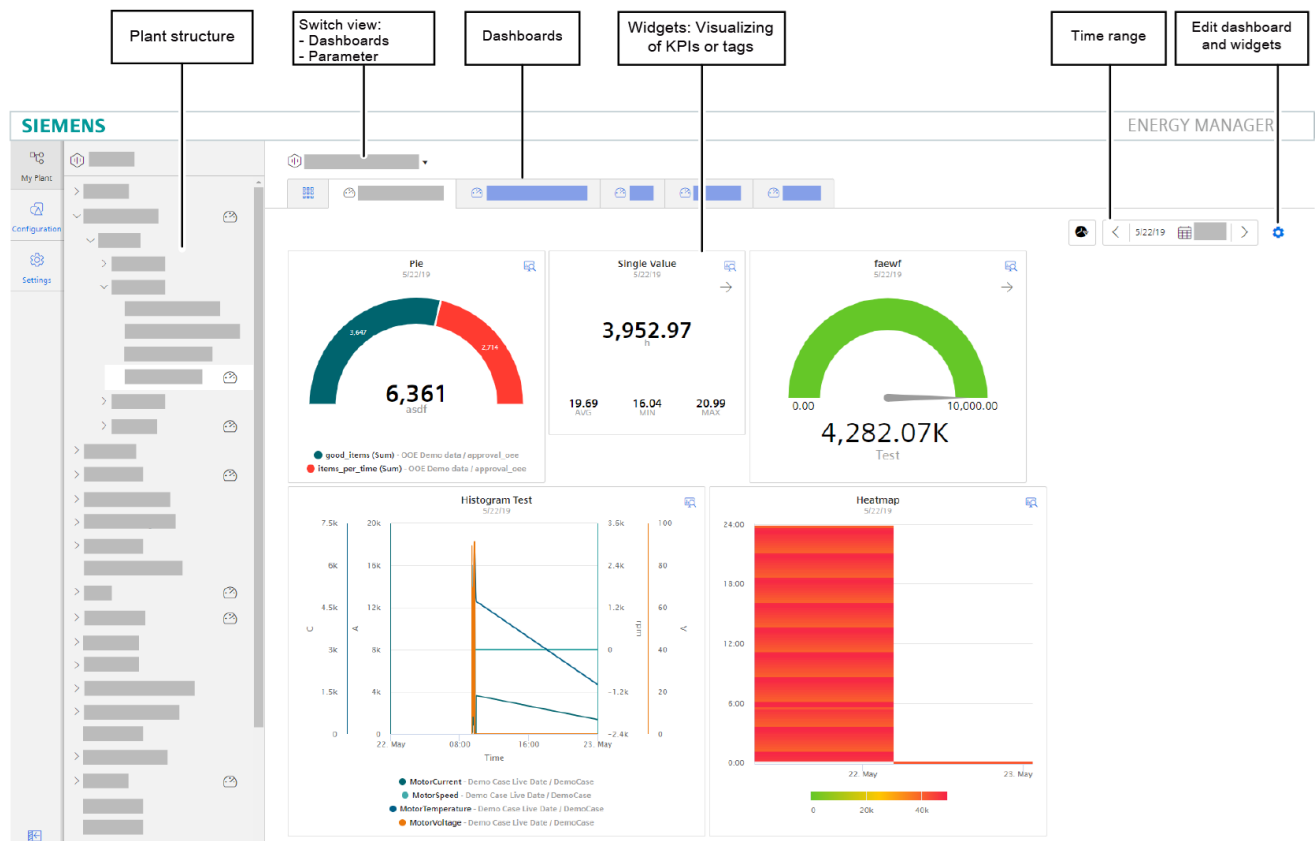 Plant structure
Switch view:
- Dashboards
- Parameter
Dashboards
Widgets: Visualizing
of KPIs or tags
Time range
Edit dashboard
and widgets
SIEMENS
ENERGY MANAGER
My Plant
Configuration
Settings
5/22/19
Pie
5/22/19
3,647
2,714
6,361
asdf
good_items (Sum) - OOE Demo data / approval_oee
items_per_time (Sum) - OOE Demo data / approval_oee
Single Value
5/22/19
3,952.97
h
19.69 16.04 20.99
AVG MIN MAX
faewf
5/22/19
0.00 10,000.00
4,282.07K
Test
Histogram Test
5/22/19
7.5k 20k 3.6k 100
6k 16k 2.4k 80
4.5k 12k 1.2k 60
C A rpm V
3k 8k 0 40
1.5k 4k -1.2k 20
0 0 -2.4k 0
22. May 08:00 16:00 23. May
Time
MotorCurrent - Demo Case Live Date / DemoCase
MotorSpeed - Demo Case Live Date / DemoCase
MotorTemperature - Demo Case Live Date / DemoCase
MotorVoltage - Demo Case Live Date / DemoCase
Heatmap
5/22/19
24:00
18:00
12:00
6:00
0:00
22. May 23. May
0 20k 40k